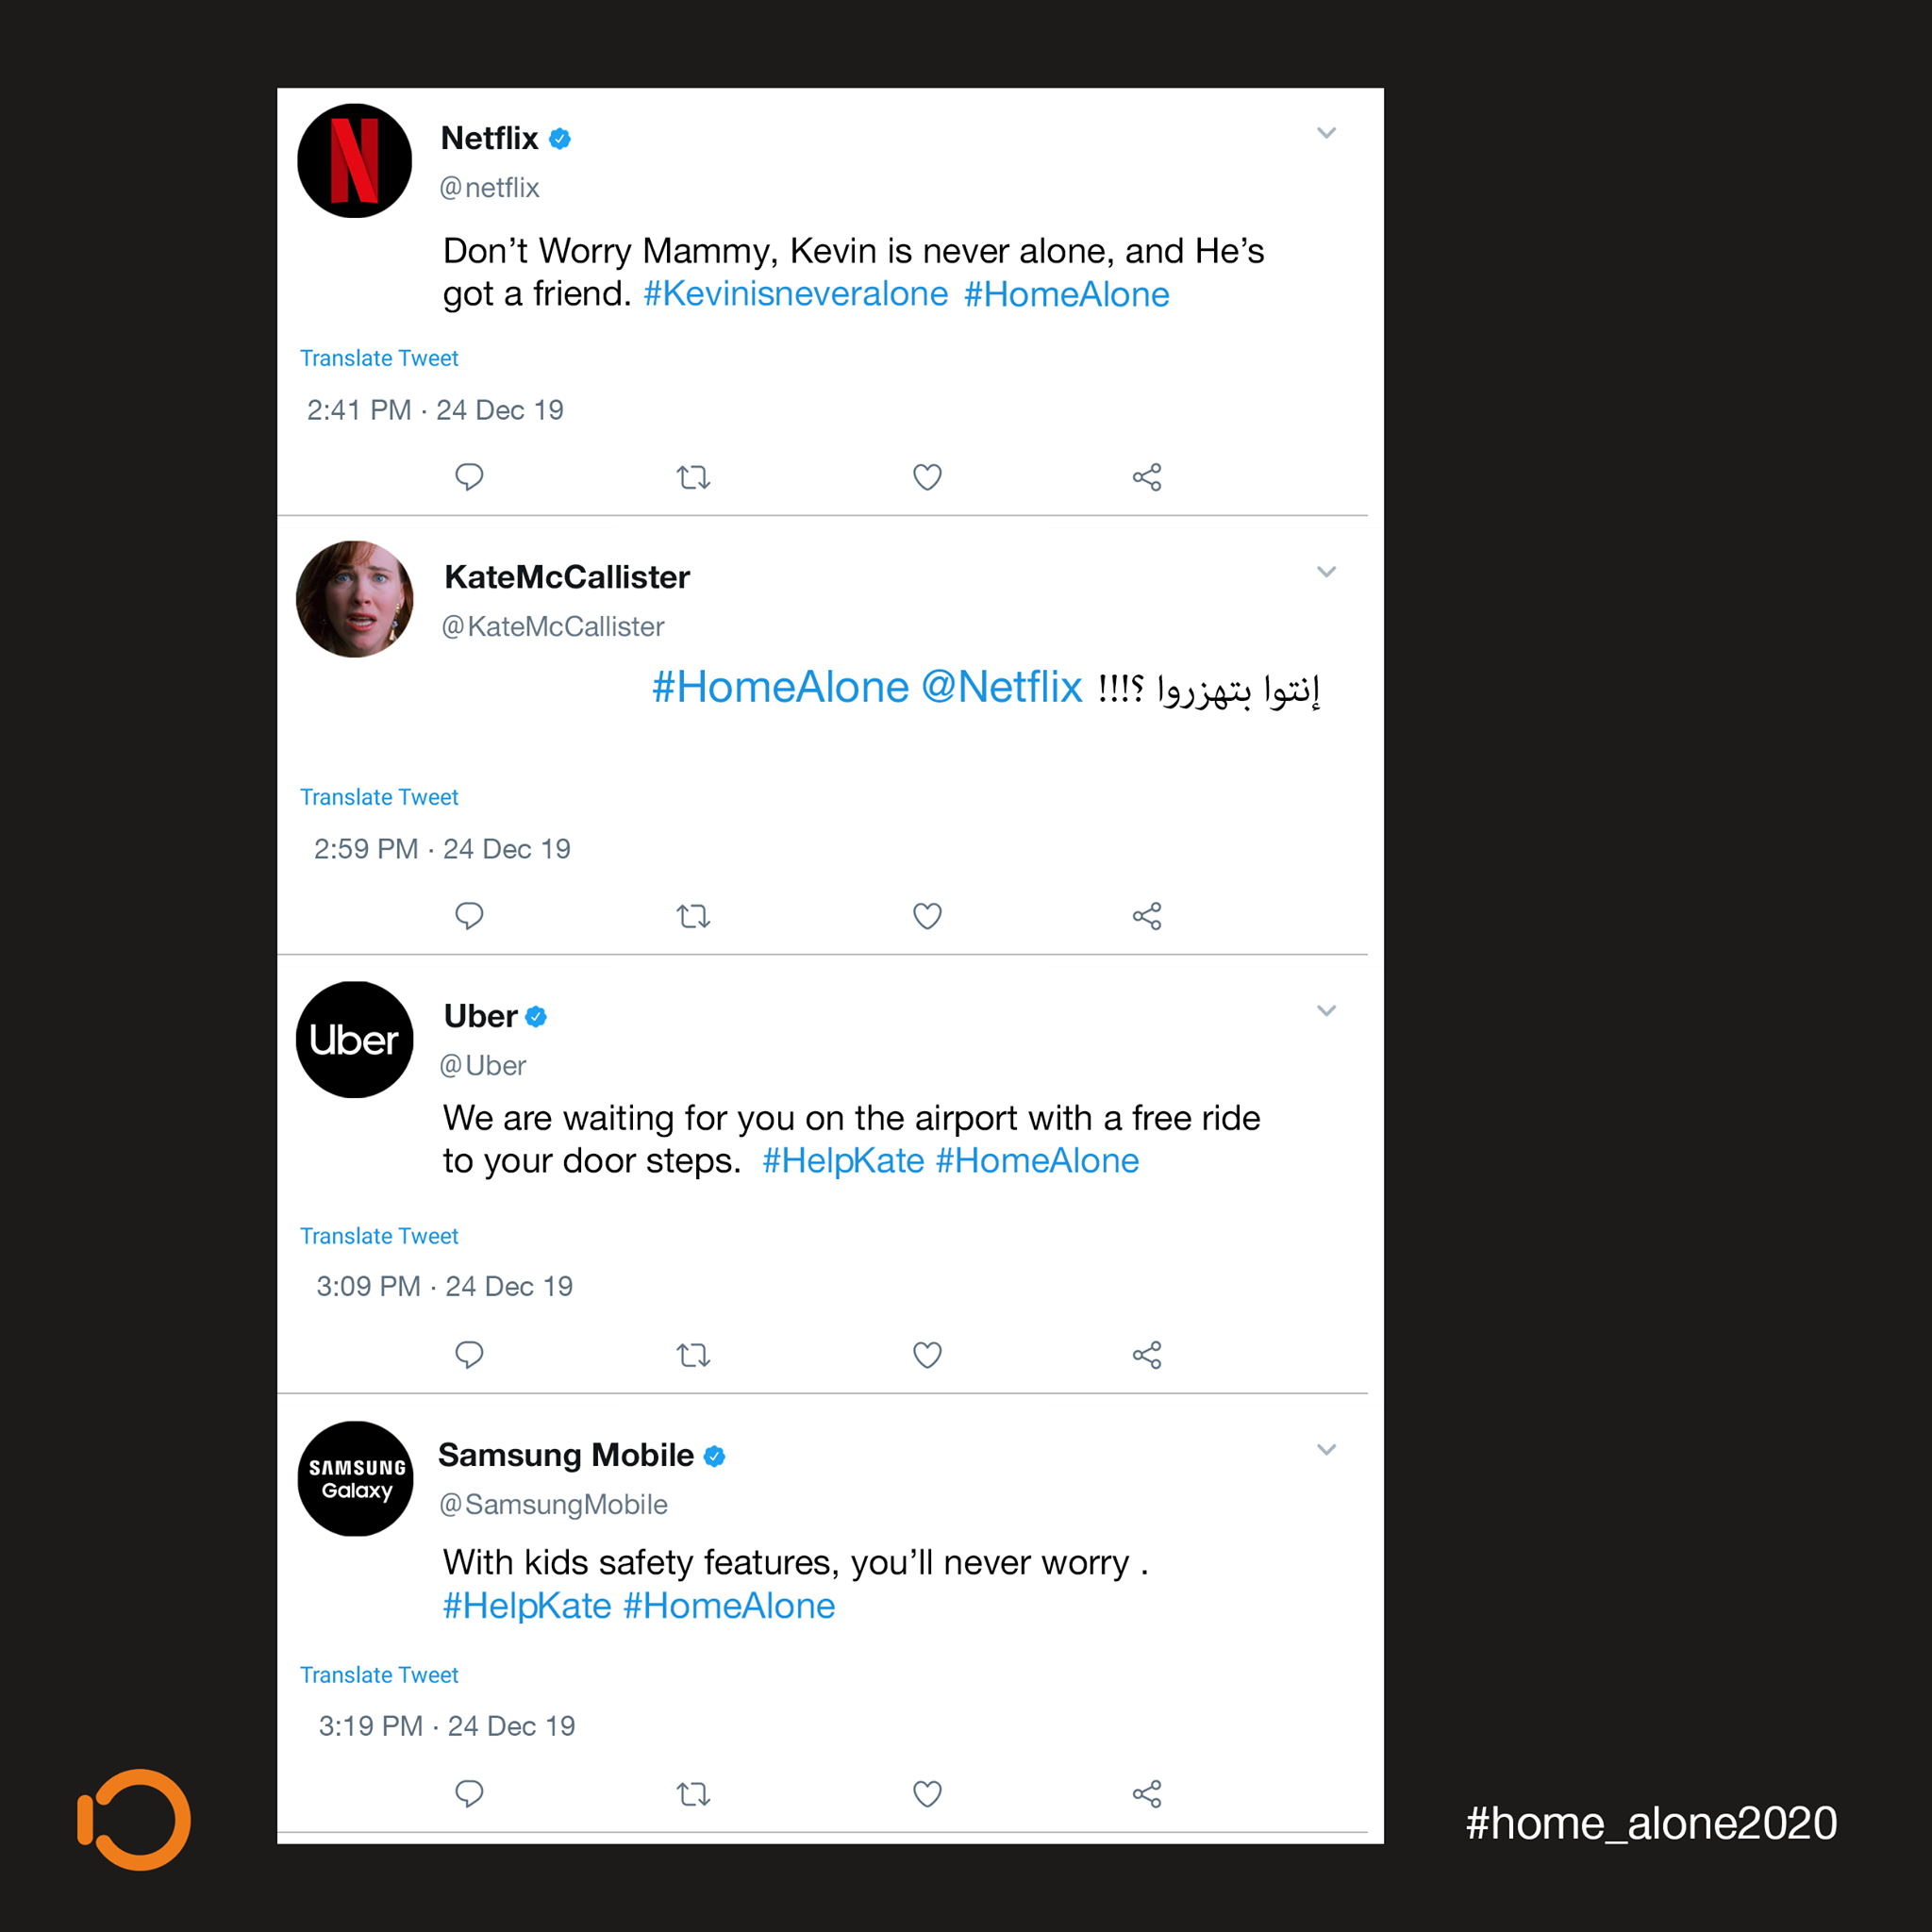 Netflix
@netflix
Don’t Worry Mammy, Kevin is never alone, and He’s
got a friend. #Kevinisneveralone #HomeAlone
Translate Tweet
2:41 PM · 24 Dec 19
KateMcCallister
@KateMcCallister
إنتوا بتهزروا ؟!!! @Netflix #HomeAlone
Translate Tweet
2:59 PM · 24 Dec 19
Uber
Uber
@Uber
We are waiting for you on the airport with a free ride
to your door steps. #HelpKate #HomeAlone
Translate Tweet
3:09 PM · 24 Dec 19
SAMSUNG
Galaxy
Samsung Mobile
@SamsungMobile
With kids safety features, you’ll never worry .
#HelpKate #HomeAlone
Translate Tweet
3:19 PM · 24 Dec 19
#home_alone2020